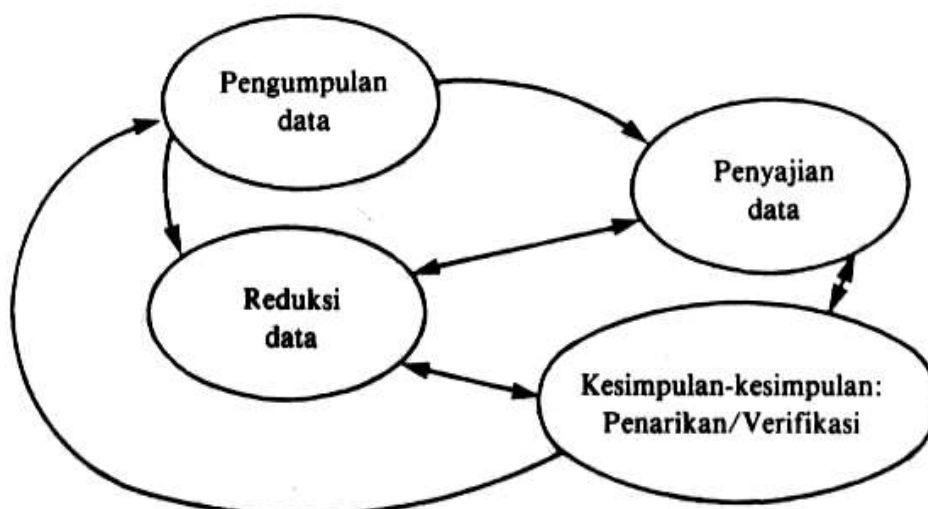 Pengumpulan
data
Penyajian
data
Reduksi
data
Kesimpulan-kesimpulan:
Penarikan/Verifikasi